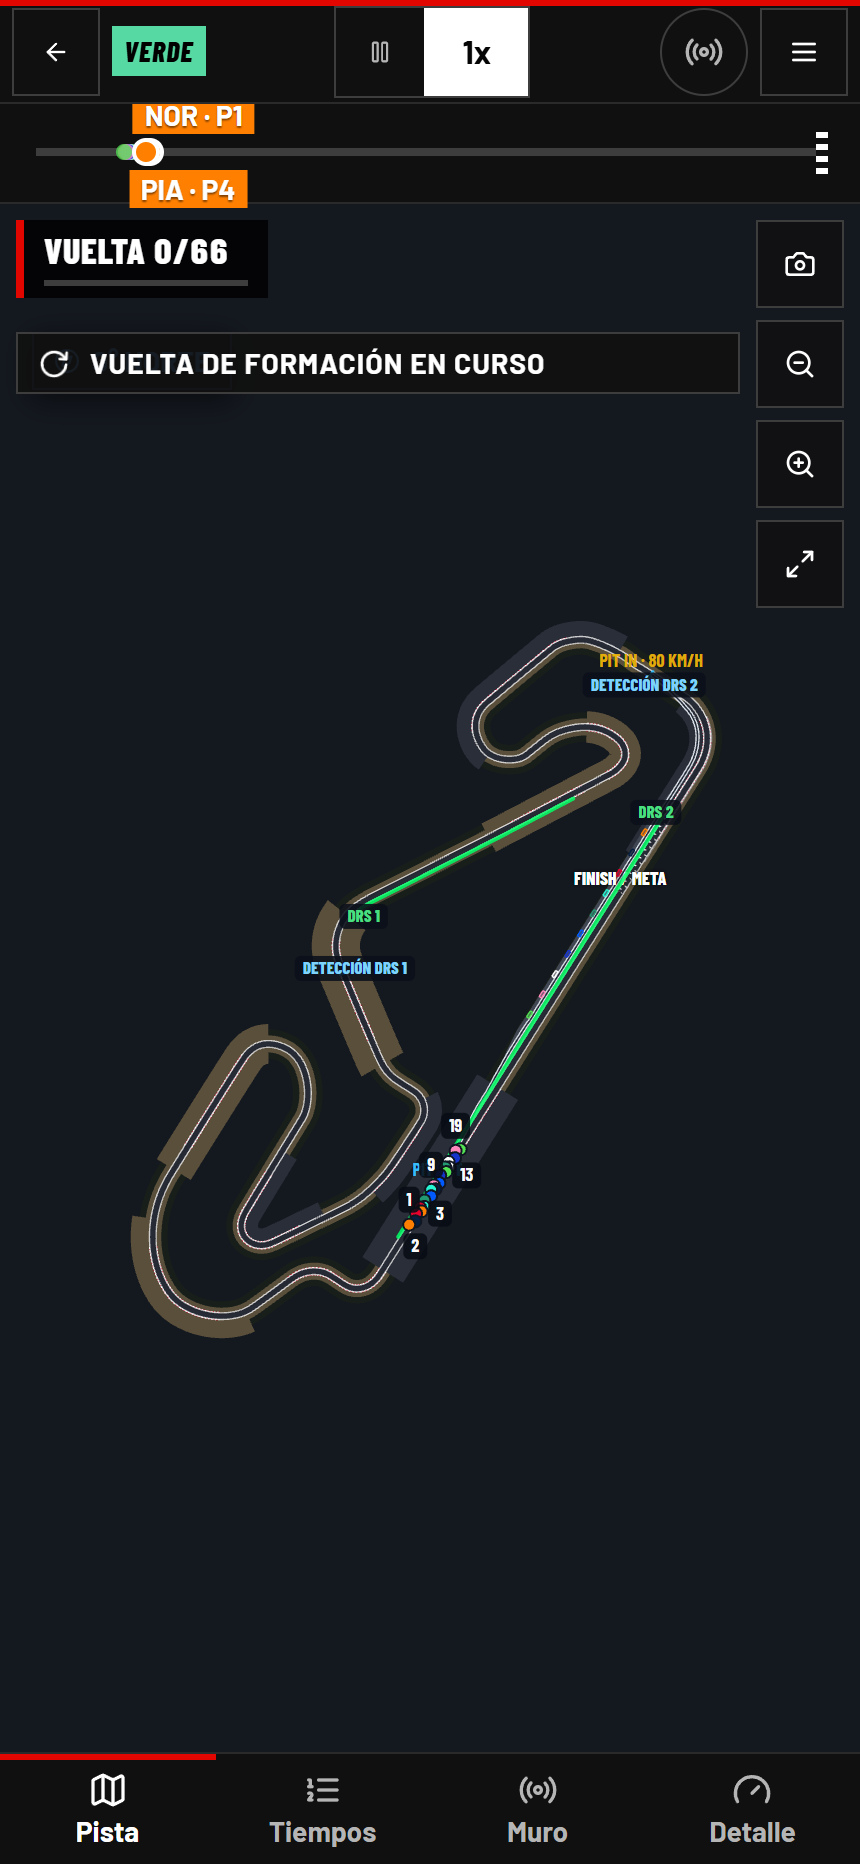 VERDE
1x
NOR · P1
PIA · P4
VUELTA 0/66
VUELTA DE FORMACIÓN EN CURSO
PIT IN · 80 KM/H
DETECCIÓN DRS 2
DRS 2
FINISH META
DRS 1
DETECCIÓN DRS 1
19
P 9
13
1
3
2
Pista
Tiempos
Muro
Detalle